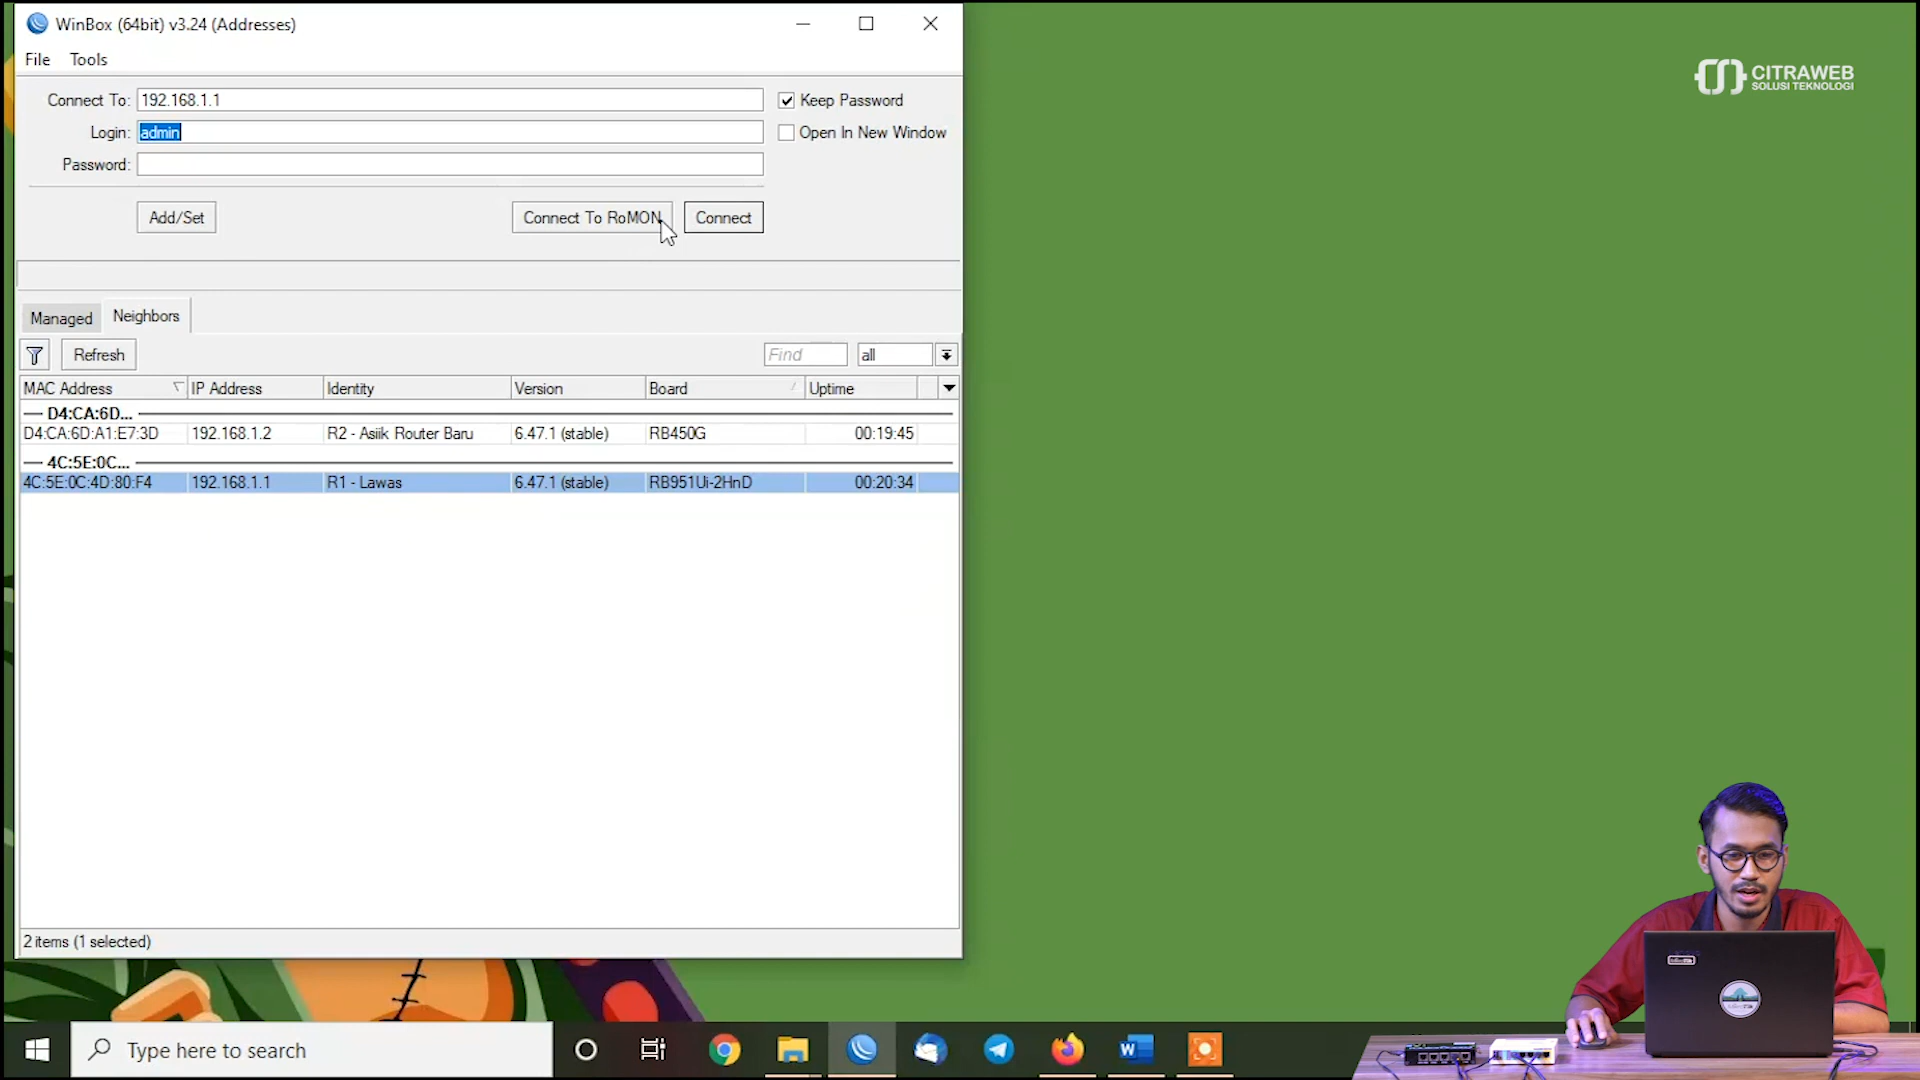 WinBox (64bit) v3.24 (Addresses)
File Tools
Connect To: 192.168.1.1
Keep Password
Login: admin
Open In New Window
Password:
Add/Set
Connect To RoMON
Connect
Managed
Neighbors
Refresh
Find
all
MAC Address IP Address Identity Version Board Uptime
D4:CA:6D...
D4:CA:6D:A1:E7:3D 192.168.1.2 R2 - Asiik Router Baru 6.47.1 (stable) RB450G 00:19:45
4C:5E:0C...
4C:5E:0C:4D:80:F4 192.168.1.1 R1 - Lawas 6.47.1 (stable) RB951Ui-2HnD 00:20:34
2 items (1 selected)
CITRAWEB
SOLUSI TEKNOLOGI
Type here to search